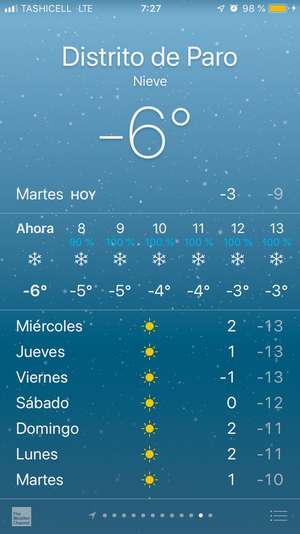 TASHICELL LTE 7:27 98 %
Distrito de Paro
Nieve
-6°
Martes HOY -3 -9
Ahora 8 9 10 11 12 13
90 % 100 % 100 % 100 % 100 % 100 %
-6° -5° -5° -4° -4° -3° -3°
Miércoles 2 -13
Jueves 1 -13
Viernes -1 -13
Sábado 0 -12
Domingo 2 -11
Lunes 2 -11
Martes 1 -10
The
Weather
Channel